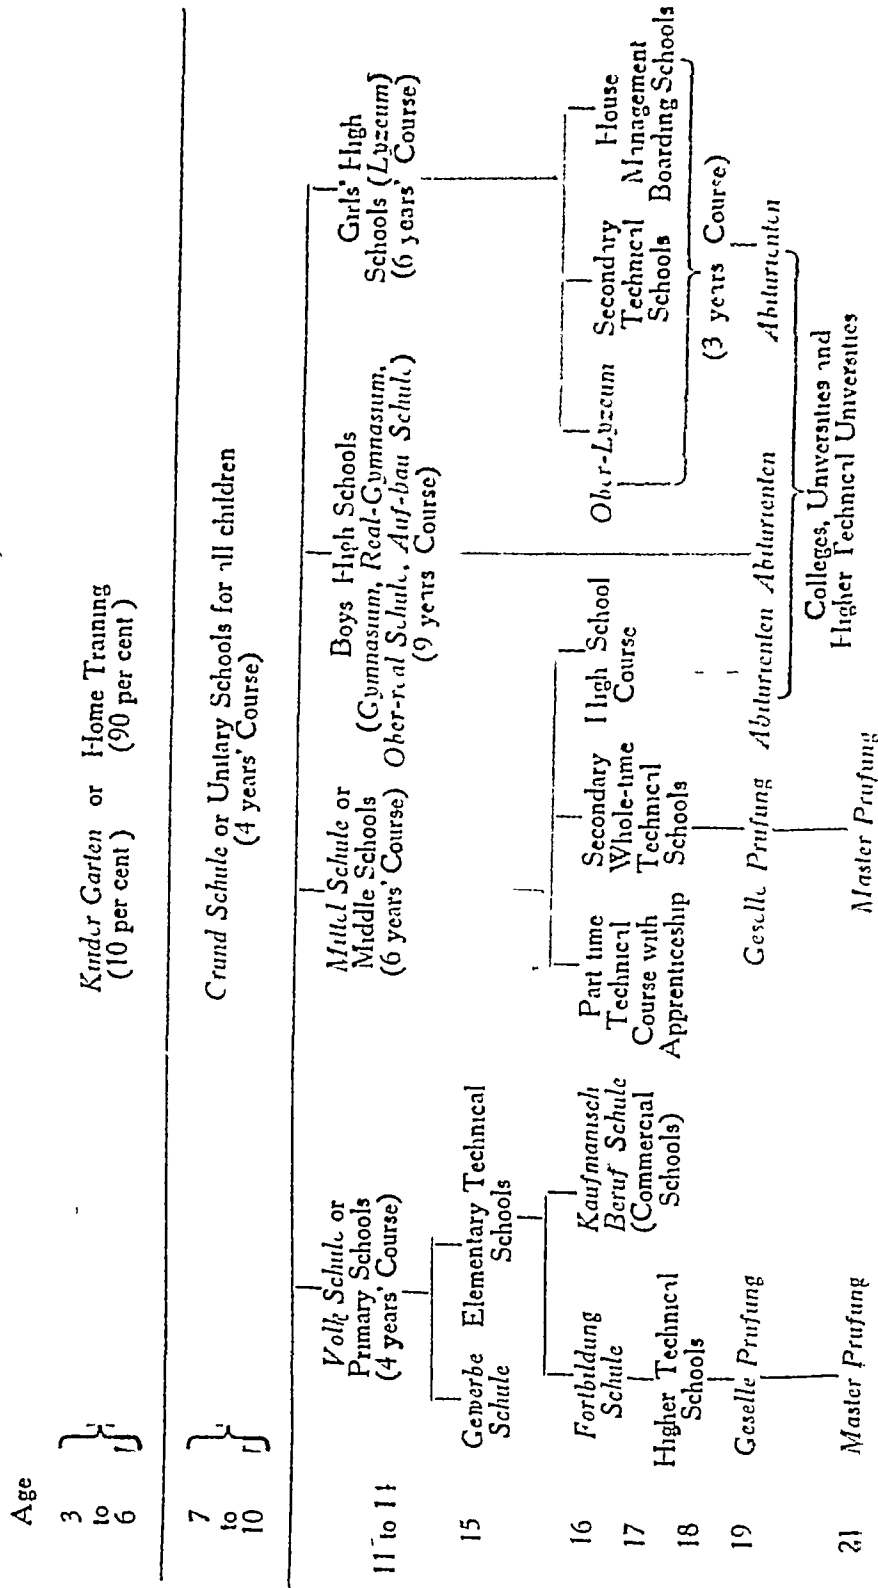 Age
3
to
6
Kinder Garten or Home Training
(10 per cent) (90 per cent)
7
to
10
Grund Schule or Unitary Schools for all children
(4 years' Course)
11 to 14
Volk Schule or
Primary Schools
(4 years' Course)
Mittel Schule or
Middle Schools
(6 years' Course)
Boys High Schools
(Gymnasium, Real-Gymnasium,
Ober-real Schule, Auf-bau Schule)
(9 years Course)
Girls' High
Schools (Lyzeum)
(6 years' Course)
15
Gewerbe
Schule
Elementary Technical
Schools
16
17
18
19
21
Fortbildung
Schule
Kaufmanisch
Beruf Schule
(Commercial
Schools)
Higher Technical
Schools
Geselle Prufung
Master Prufung
Part time
Technical
Course with
Apprenticeship
Secondary
Whole-time
Technical
Schools
High School
Course
Geselle Prufung
Master Prufung
Ober-Lyzeum
Secondary
Technical
Schools
House
Management
Boarding Schools
(3 years Course)
Abiturienten Abiturienten Abiturienten
Colleges, Universities and
Higher Technical Universities